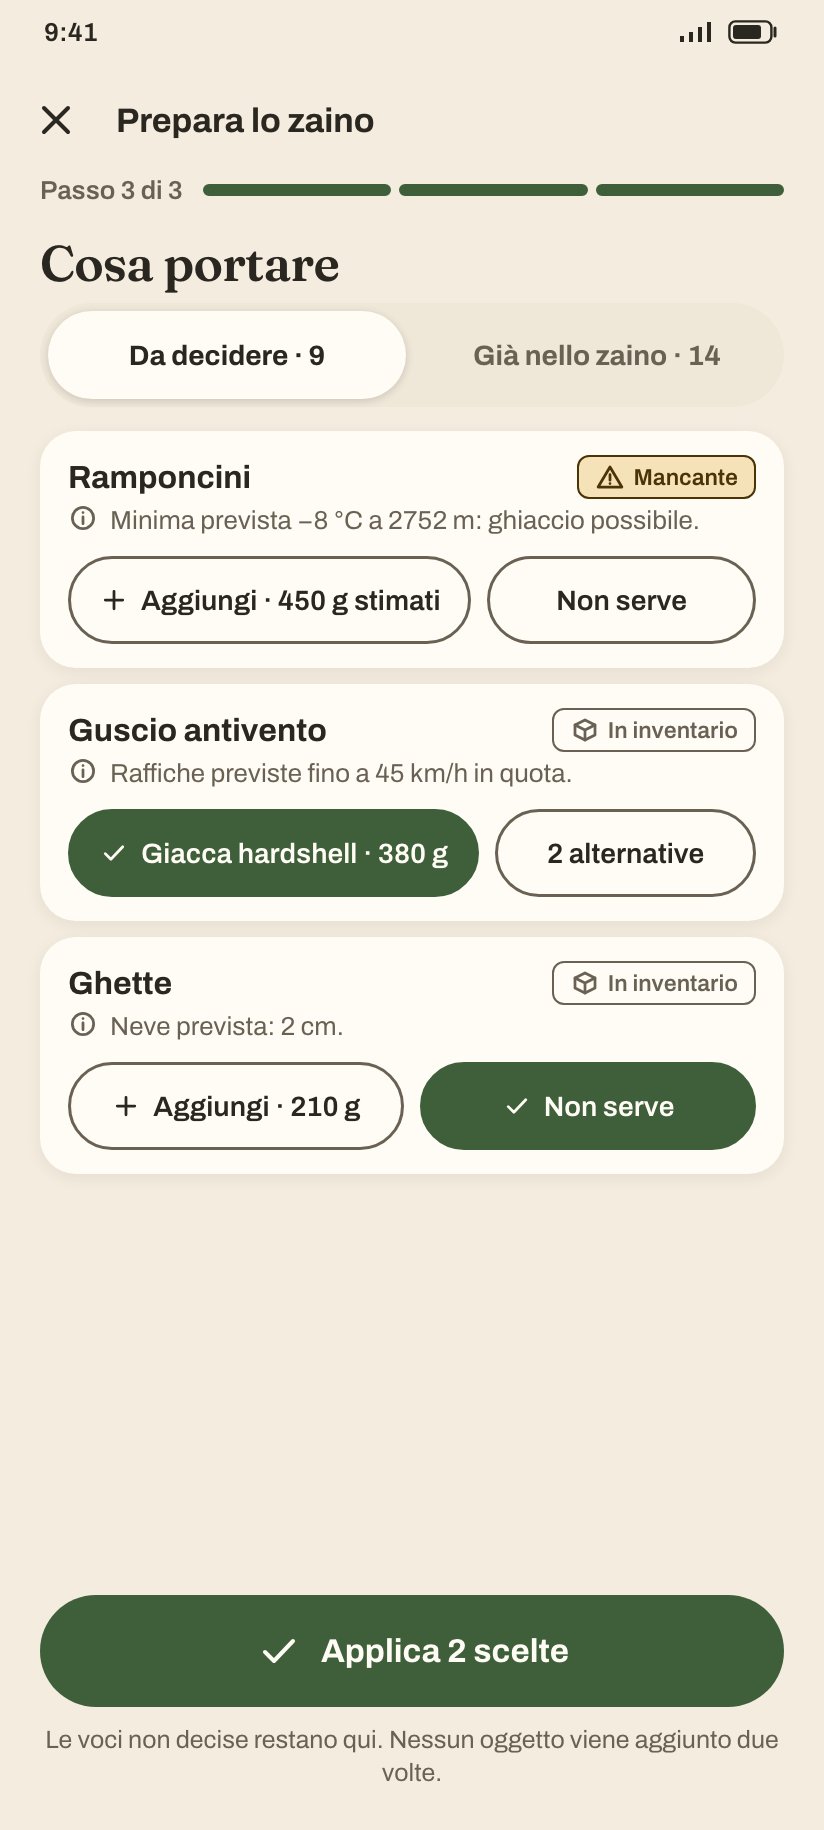 9:41
Prepara lo zaino
Passo 3 di 3
Cosa portare
Da decidere · 9
Già nello zaino · 14
Ramponcini
Mancante
Minima prevista −8 °C a 2752 m: ghiaccio possibile.
Aggiungi · 450 g stimati
Non serve
Guscio antivento
In inventario
Raffiche previste fino a 45 km/h in quota.
Giacca hardshell · 380 g
2 alternative
Ghette
In inventario
Neve prevista: 2 cm.
Aggiungi · 210 g
Non serve
Applica 2 scelte
Le voci non decise restano qui. Nessun oggetto viene aggiunto due
volte.